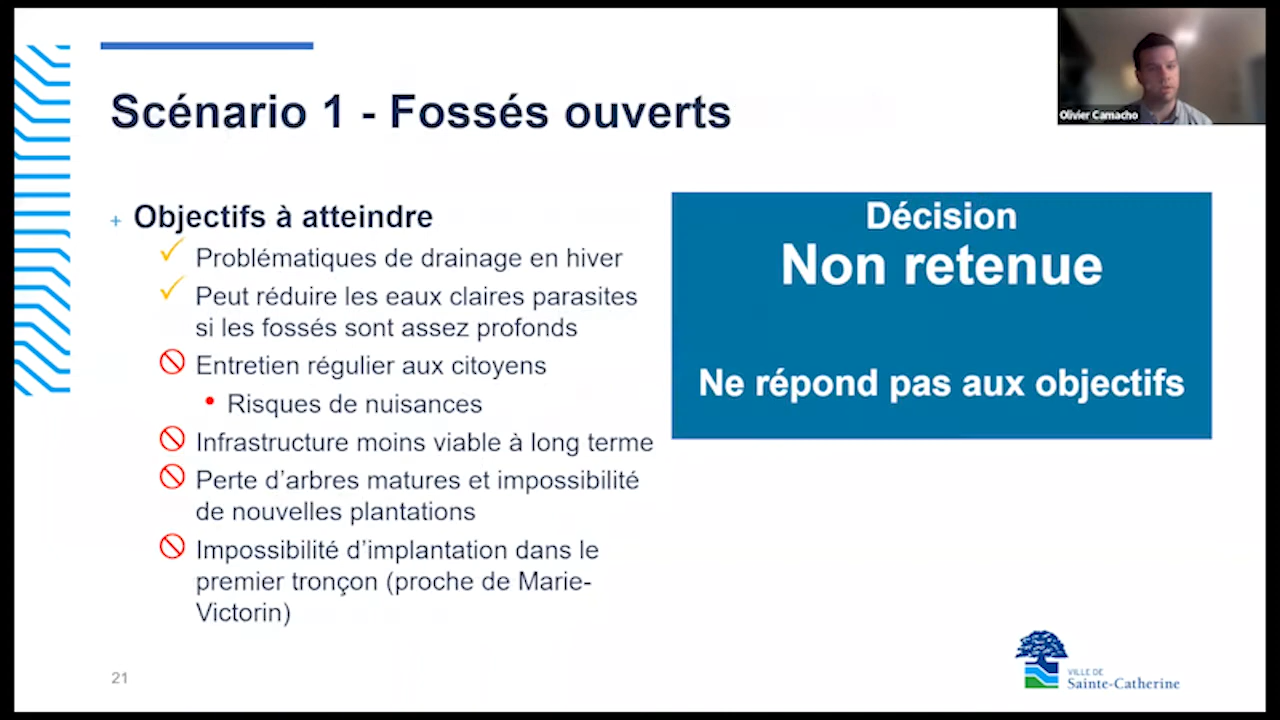 Olivier Camacho
Scénario 1 - Fossés ouverts
+ Objectifs à atteindre
Problématiques de drainage en hiver
Peut réduire les eaux claires parasites
si les fossés sont assez profonds
Entretien régulier aux citoyens
• Risques de nuisances
Infrastructure moins viable à long terme
Perte d’arbres matures et impossibilité
de nouvelles plantations
Impossibilité d’implantation dans le
premier tronçon (proche de Marie-
Victorin)
Décision
Non retenue
Ne répond pas aux objectifs
21
VILLE DE
Sainte-Catherine